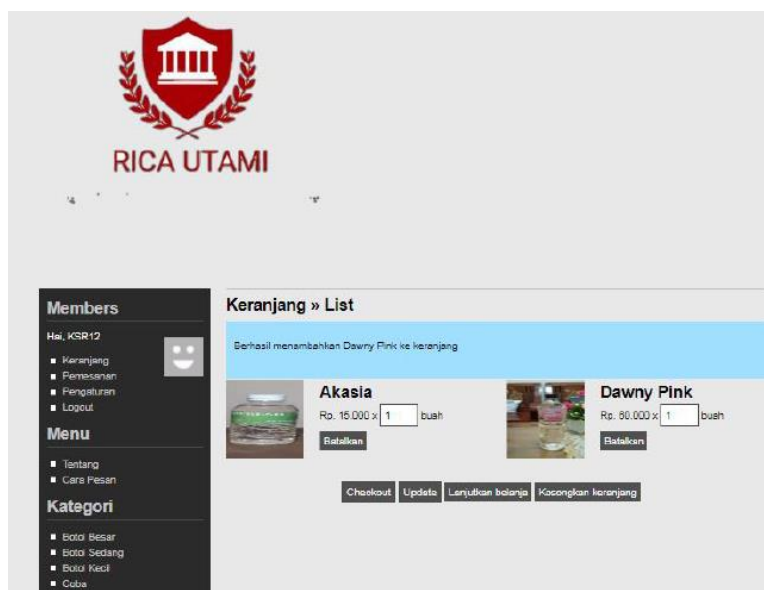 RICA UTAMI
Members
Hai, KSR12
Keranjang
Pemesanan
Pengaturan
Logout
Menu
Tentang
Cara Pesan
Kategori
Botol Besar
Botol Sedang
Botol Kecil
Coba
Keranjang » List
Berhasil menambahkan Dawny Pink ke keranjang
Akasia
Rp. 15.000 x 1 buah
Batalkan
Dawny Pink
Rp. 60.000 x 1 buah
Batalkan
Checkout Update Lanjutkan belanja Kosongkan keranjang